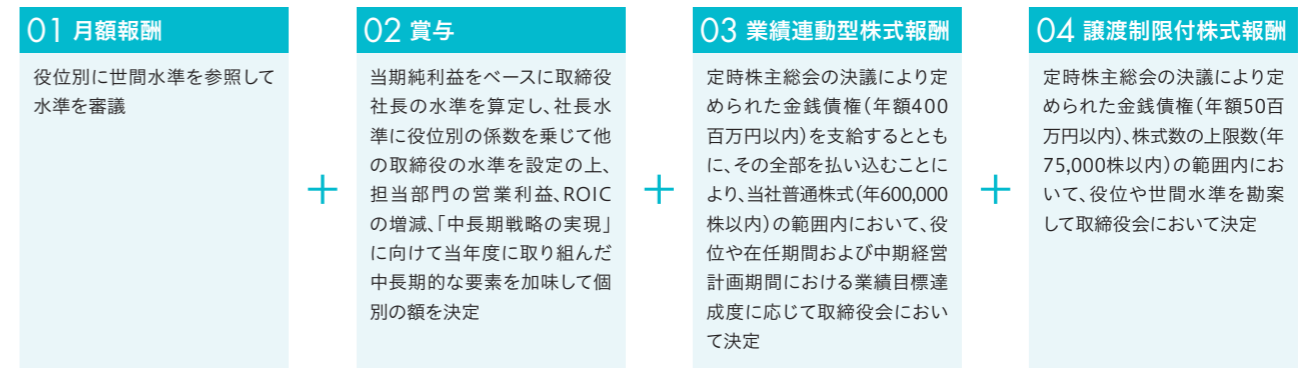 01 月額報酬
役位別に世間水準を参照して
水準を審議
+
02 賞与
当期純利益をベースに取締役
社長の水準を算定し、社長水
準に役位別の係数を乗じて他
の取締役の水準を設定の上、
担当部門の営業利益、ROIC
の増減、「中長期戦略の実現」
に向けて当年度に取り組んだ
中長期的な要素を加味して個
別の額を決定
+
03 業績連動型株式報酬
定時株主総会の決議により定
められた金銭債権(年額400
百万円以内)を支給するととも
に、その全部を払い込むことに
より、当社普通株式(年600,000
株以内)の範囲内において、役
位や在任期間および中期経営
計画期間における業績目標達
成度に応じて取締役会におい
て決定
+
04 譲渡制限付株式報酬
定時株主総会の決議により定
められた金銭債権(年額50百
万円以内)、株式数の上限数(年
75,000株以内)の範囲内にお
いて、役位や世間水準を勘案
して取締役会において決定